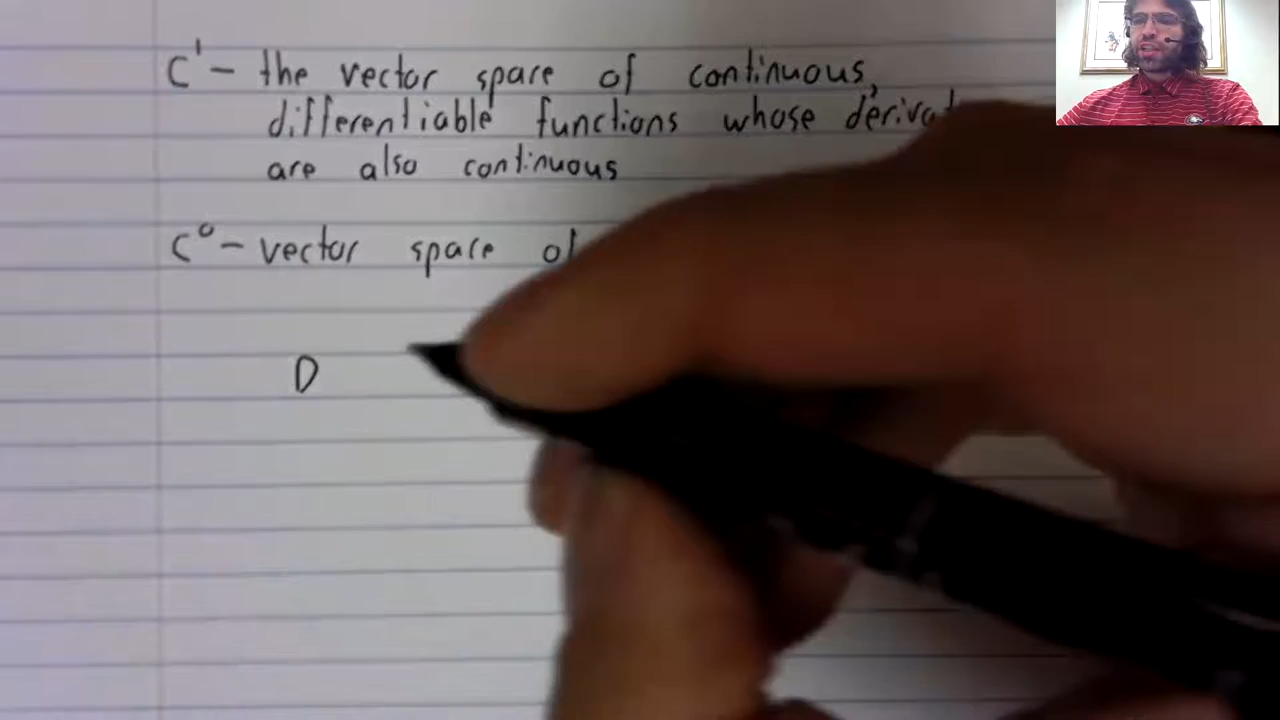 C¹ – the vector space of continuous,
differentiable functions whose
are also continuous
C⁰ – vector space of
D